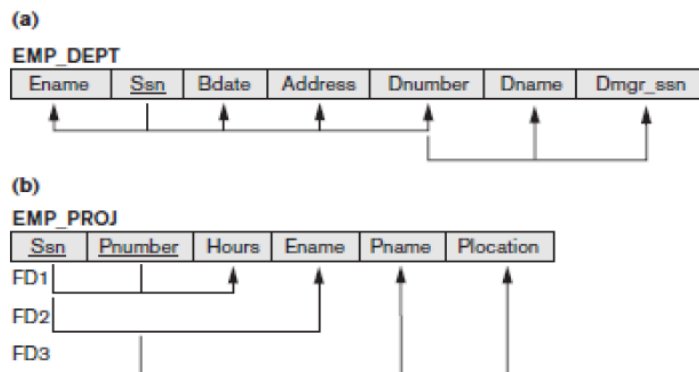 (a)
EMP_DEPT
Ename Ssn Bdate Address Dnumber Dname Dmgr_ssn
(b)
EMP_PROJ
Ssn Pnumber Hours Ename Pname Plocation
FD1
FD2
FD3